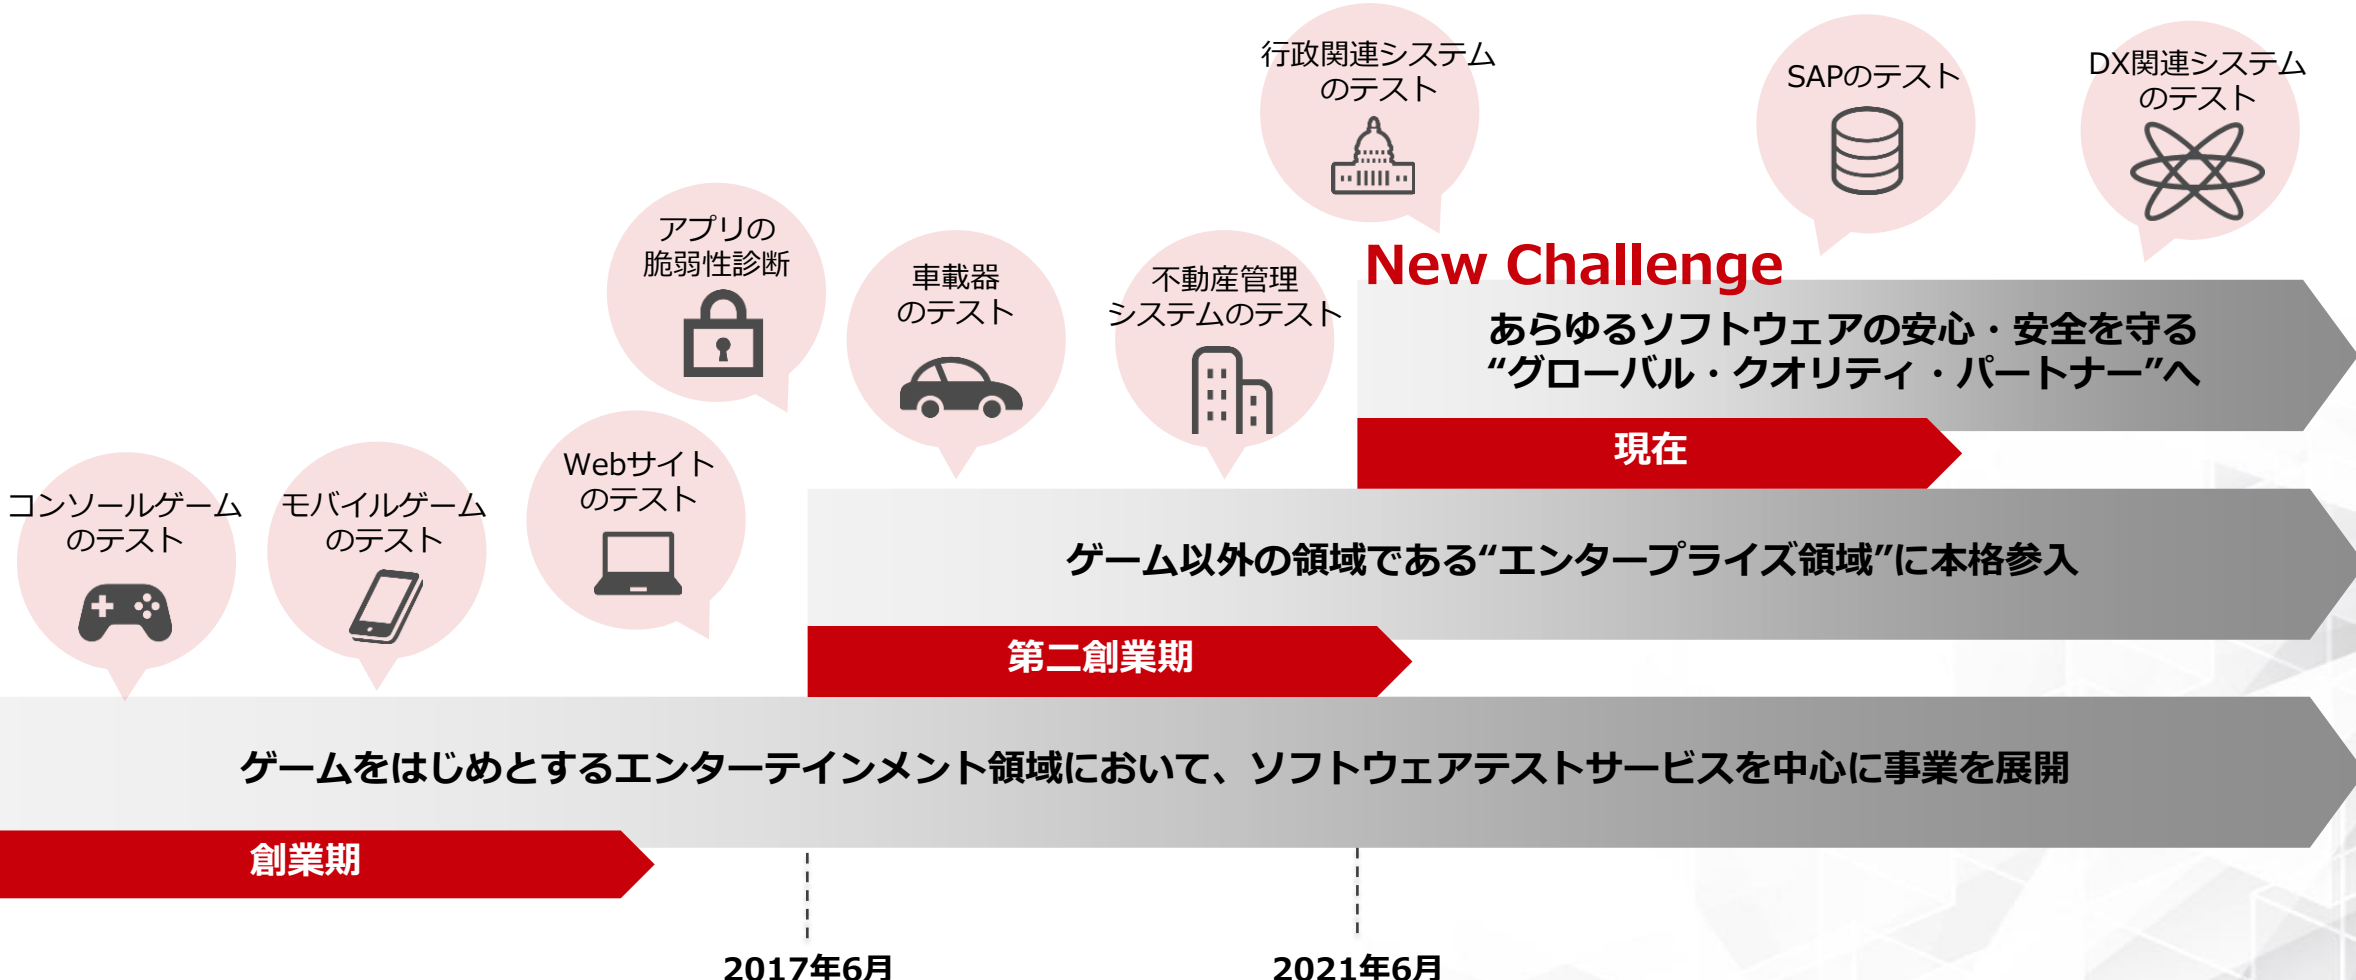 行政関連システム
のテスト
SAPのテスト
DX関連システム
のテスト
アプリの
脆弱性診断
車載器
のテスト
不動産管理
システムのテスト
New Challenge
あらゆるソフトウェアの安心・安全を守る
“グローバル・クオリティ・パートナー”へ
現在
コンソールゲーム
のテスト
モバイルゲーム
のテスト
Webサイト
のテスト
ゲーム以外の領域である“エンタープライズ領域”に本格参入
第二創業期
ゲームをはじめとするエンターテインメント領域において、ソフトウェアテストサービスを中心に事業を展開
創業期
2017年6月
2021年6月